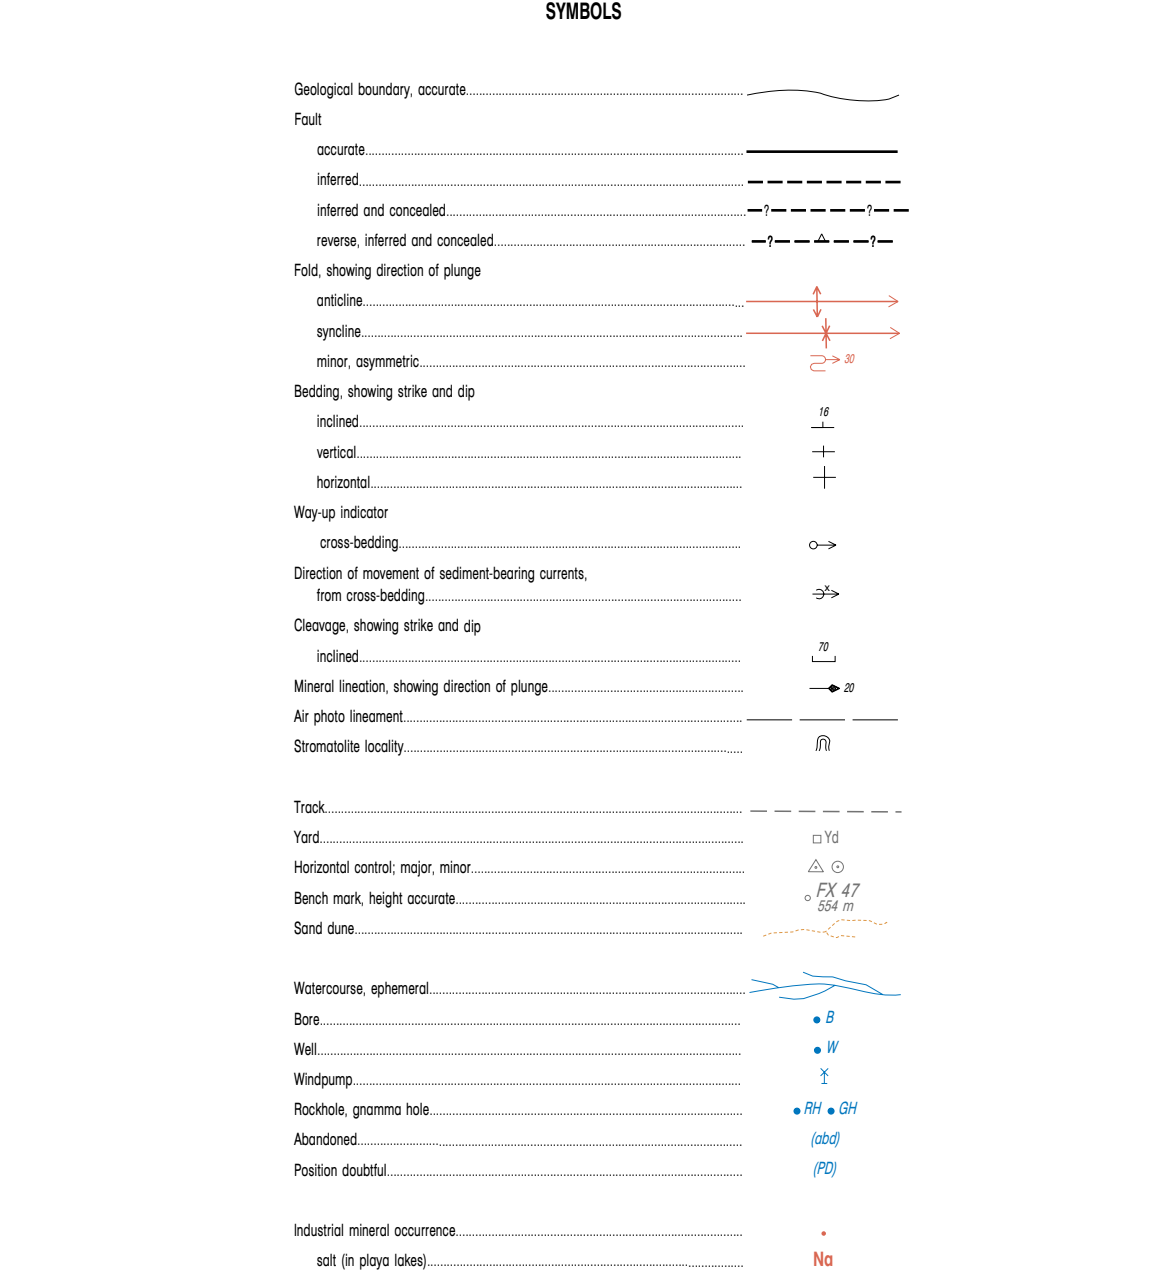 SYMBOLS
Geological boundary, accurate
Fault
accurate
inferred
inferred and concealed ? ?
reverse, inferred and concealed ? ?
Fold, showing direction of plunge
anticline
syncline
minor, asymmetric 30
Bedding, showing strike and dip
inclined 16
vertical
horizontal
Way-up indicator
cross-bedding
Direction of movement of sediment-bearing currents,
from cross-bedding x
Cleavage, showing strike and dip
inclined 70
Mineral lineation, showing direction of plunge 20
Air photo lineament
Stromatolite locality
Track
Yard Yd
Horizontal control; major, minor
Bench mark, height accurate FX 47
554 m
Sand dune
Watercourse, ephemeral
Bore B
Well W
Windpump
Rockhole, gnamma hole RH GH
Abandoned (abd)
Position doubtful (PD)
Industrial mineral occurrence
salt (in playa lakes) Na